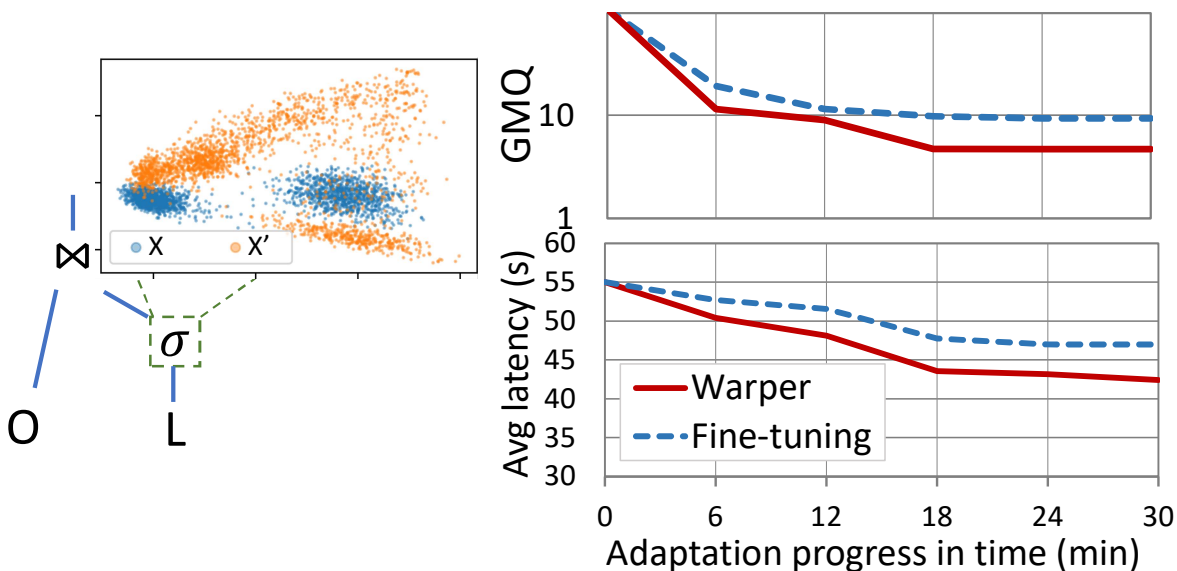 X X’
⋈
σ
O L
GMQ
10
1
Avg latency (s)
60
55
50
45
40
35
30
Warper
Fine-tuning
0 6 12 18 24 30
Adaptation progress in time (min)